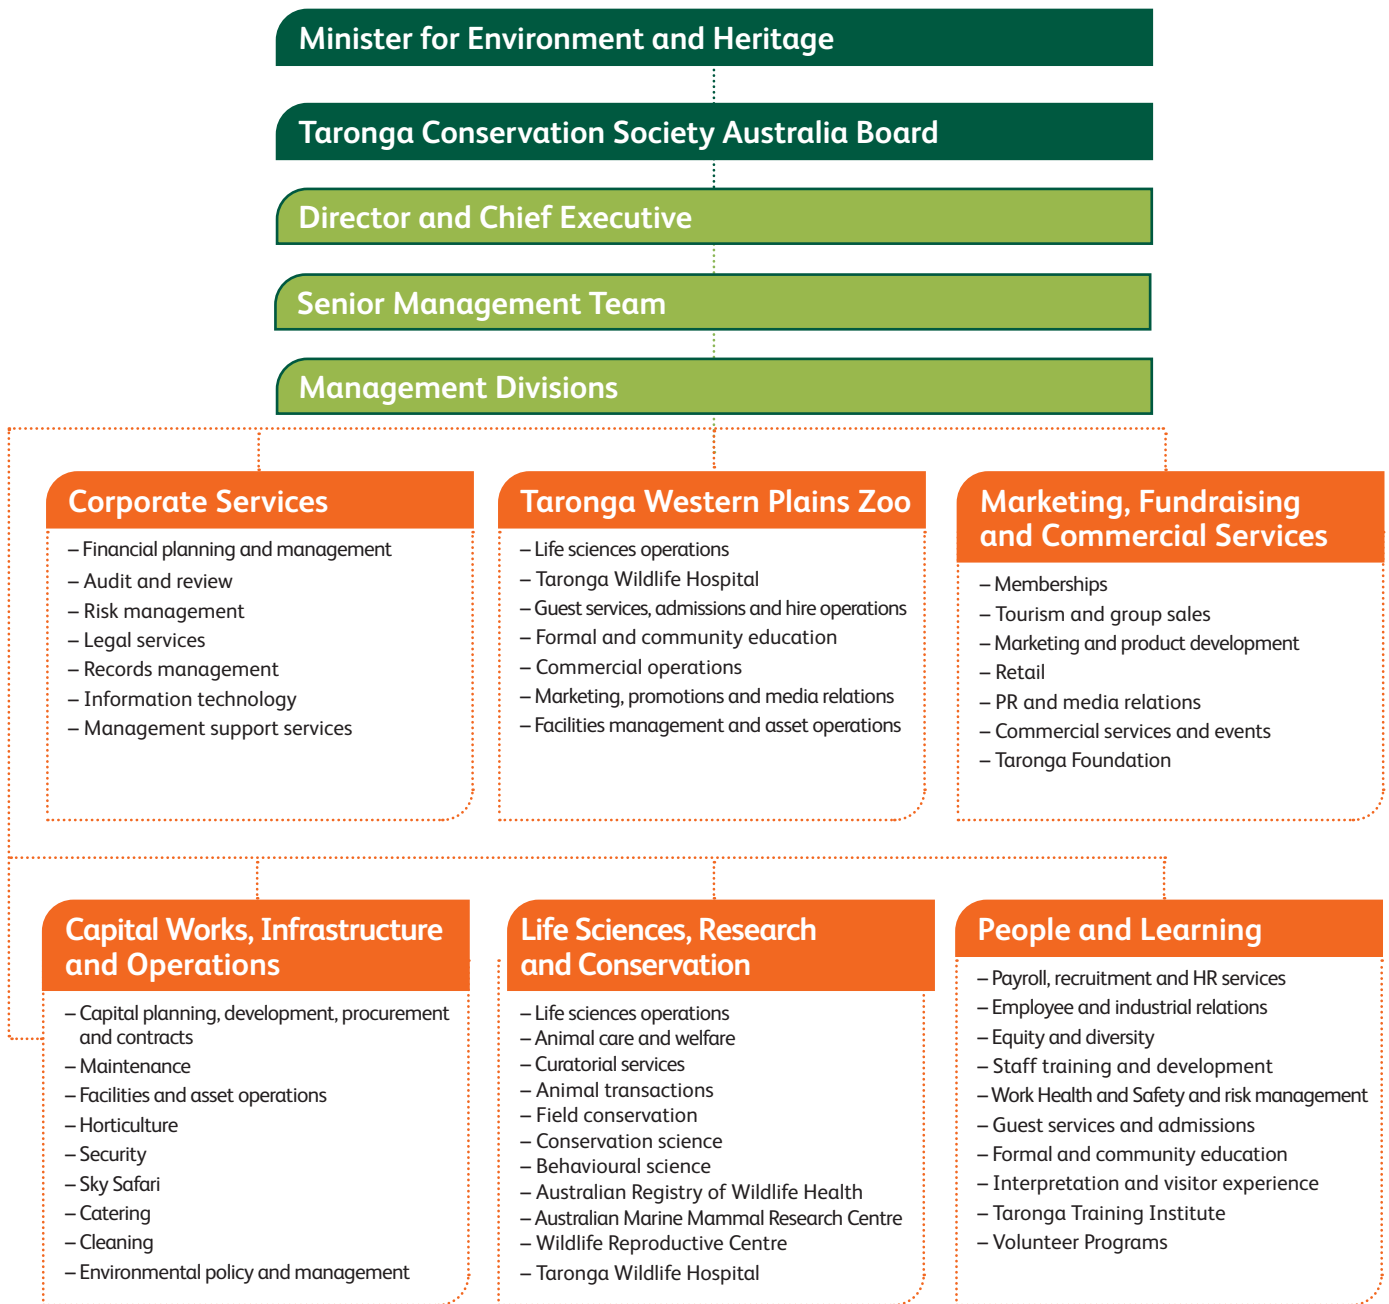 Minister for Environment and Heritage
Taronga Conservation Society Australia Board
Director and Chief Executive
Senior Management Team
Management Divisions
Corporate Services
– Financial planning and management
– Audit and review
– Risk management
– Legal services
– Records management
– Information technology
– Management support services
Taronga Western Plains Zoo
– Life sciences operations
– Taronga Wildlife Hospital
– Guest services, admissions and hire operations
– Formal and community education
– Commercial operations
– Marketing, promotions and media relations
– Facilities management and asset operations
Marketing, Fundraising
and Commercial Services
– Memberships
– Tourism and group sales
– Marketing and product development
– Retail
– PR and media relations
– Commercial services and events
– Taronga Foundation
Capital Works, Infrastructure
and Operations
– Capital planning, development, procurement
and contracts
– Maintenance
– Facilities and asset operations
– Horticulture
– Security
– Sky Safari
– Catering
– Cleaning
– Environmental policy and management
Life Sciences, Research
and Conservation
– Life sciences operations
– Animal care and welfare
– Curatorial services
– Animal transactions
– Field conservation
– Conservation science
– Behavioural science
– Australian Registry of Wildlife Health
– Australian Marine Mammal Research Centre
– Wildlife Reproductive Centre
– Taronga Wildlife Hospital
People and Learning
– Payroll, recruitment and HR services
– Employee and industrial relations
– Equity and diversity
– Staff training and development
– Work Health and Safety and risk management
– Guest services and admissions
– Formal and community education
– Interpretation and visitor experience
– Taronga Training Institute
– Volunteer Programs